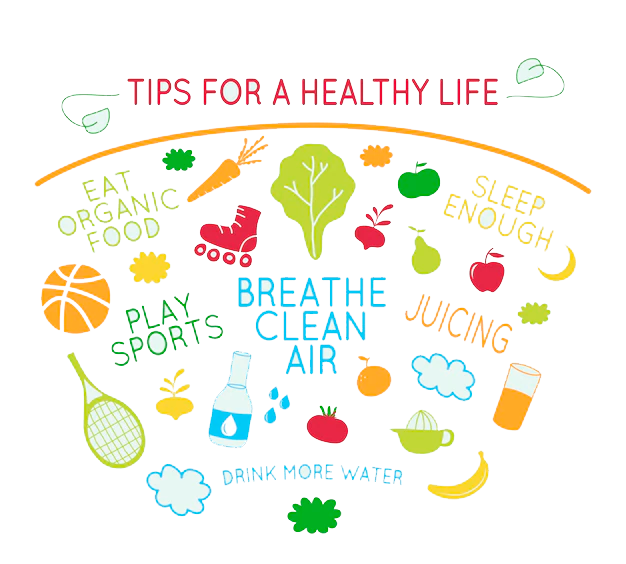 TIPS FOR A HEALTHY LIFE
EAT
ORGANIC
FOOD
SLEEP
ENOUGH
PLAY
SPORTS
BREATHE
CLEAN
AIR
JUICING
DRINK MORE WATER